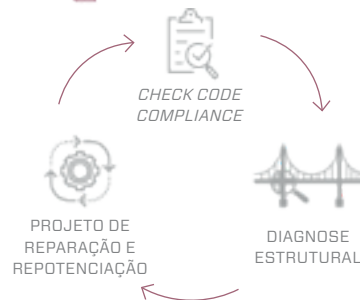 CHECK CODE
COMPLIANCE
PROJETO DE
REPARAÇÃO E
REPOTENCIAÇÃO
DIAGNOSE
ESTRUTURAL